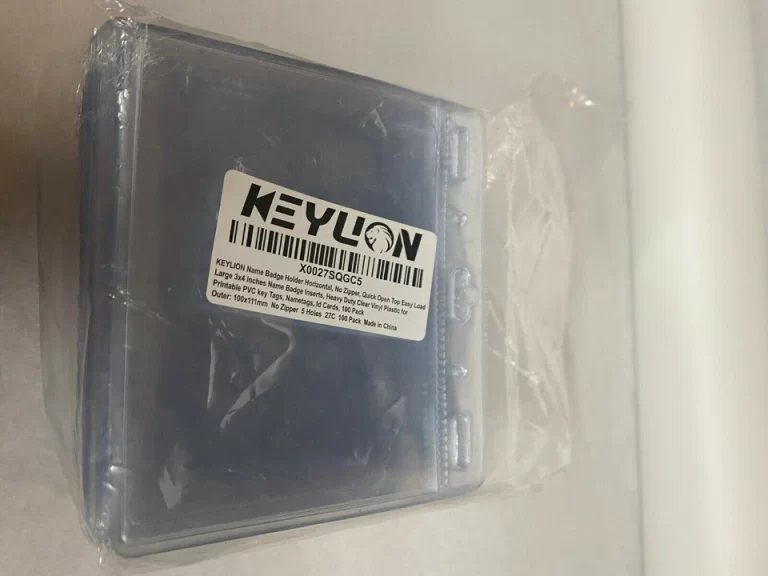 KEYLION
X0027SQGC5
KEYLION Name Badge Holder Horizontal, No Zipper, Quick Open Top Easy Load
Large 3x4 Inches Name Badge Inserts, Heavy Duty Clear Vinyl Plastic for
Printable PVC key Tags, Nametags, Id Cards, 100 Pack
Outer: 100x111mm No Zipper 5 Holes 27C 100 Pack Made in China